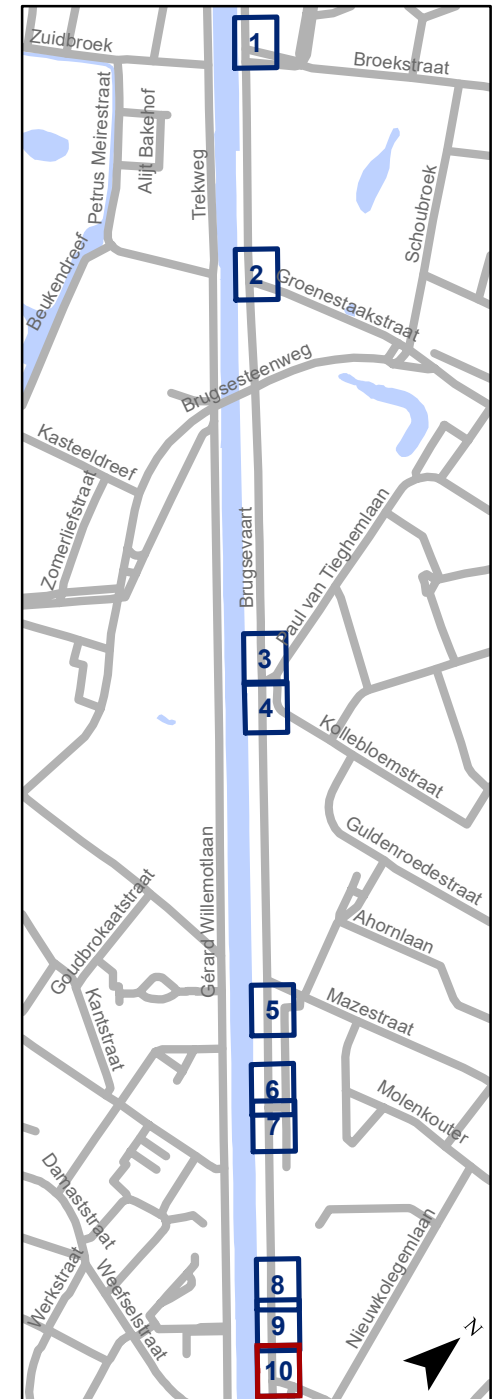 1
Zuidbroek
Broekstraat
Petrus Meirestraat
Alijt Bakehof
Trekweg
Schoubroek
Beukendreef
2
Groenestaakstraat
Brugsesteenweg
Kasteeldreef
Zomerliefstraat
Brugsevaart
Paul van Tieghemlaan
3
4
Kollebloemstraat
Guldenroedestraat
Gérard Willemotlaan
Goudbrokaatstraat
Ahornlaan
Kantstraat
5
Mazestraat
6
Molenkouter
7
Damaststraat
Nieuwkolegemlaan
Werkstraat
Weefselstraat
8
9
N
10